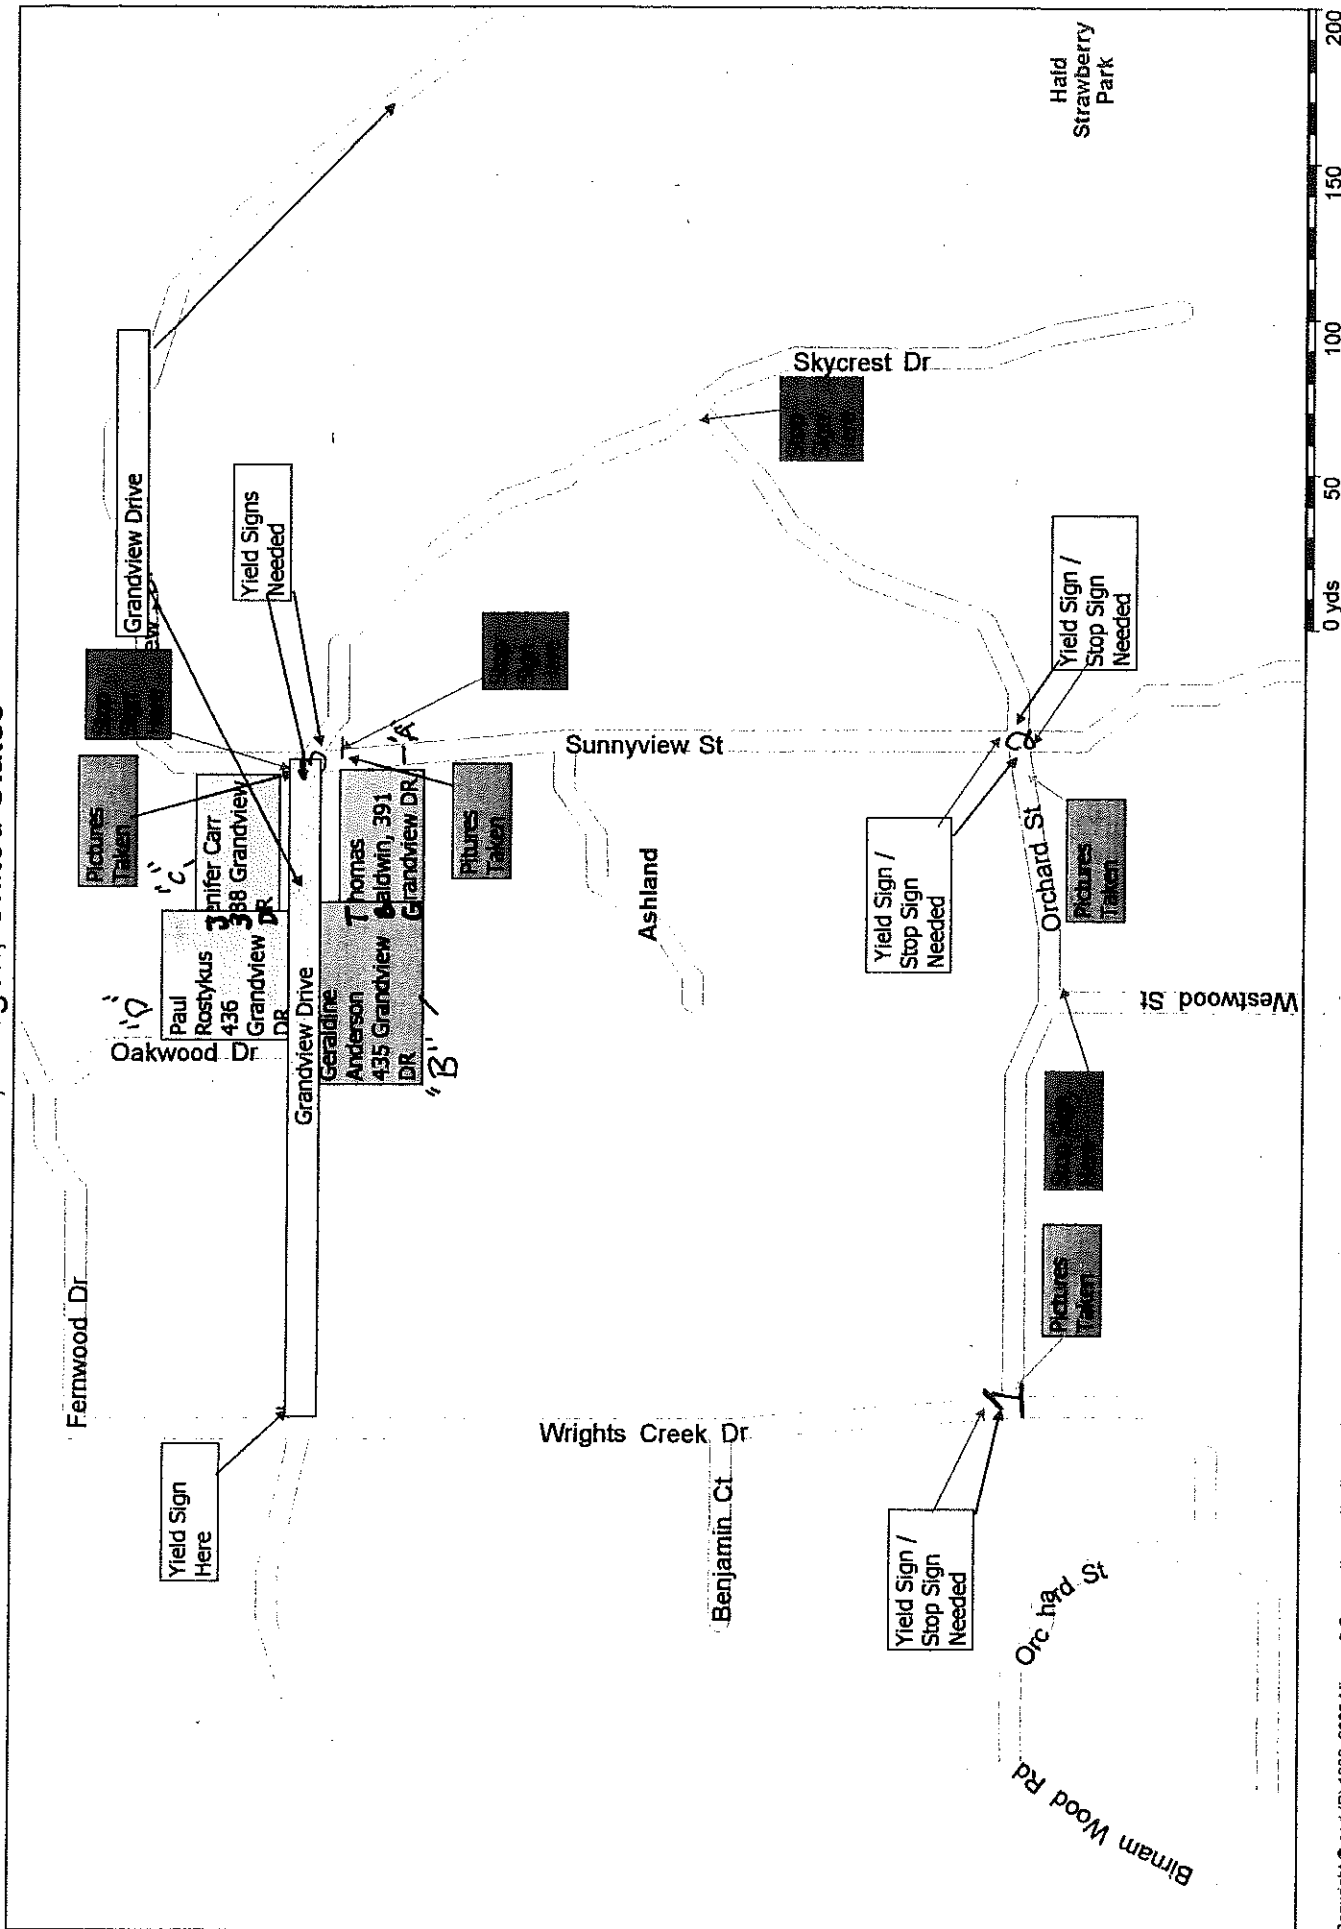 Grandview Drive
Hald
Strawberry
Park
Yield Signs
Needed
Skycrest Dr
Pictures
Taken
"C"
Jenifer Carr
388 Grandview
DR
"D"
Paul
Rostykus
436
Grandview
DR
Oakwood Dr
Grandview Drive
Thomas
Baldwin, 391
Grandview DR
"A"
Geraldine
Anderson
435 Grandview
DR
"B"
Pitures
Taken
Sunnyview St
Yield Sign /
Stop Sign
Needed
Ashland
Yield Sign /
Stop Sign
Needed
Orchard St
Pictures
Taken
Westwood St
Fernwood Dr
Yield Sign
Here
Wrights Creek Dr
Benjamin Ct
Pictures
Taken
Yield Sign /
Stop Sign
Needed
Orchard St
Birnam Wood Rd
0 yds
50
100
150
200